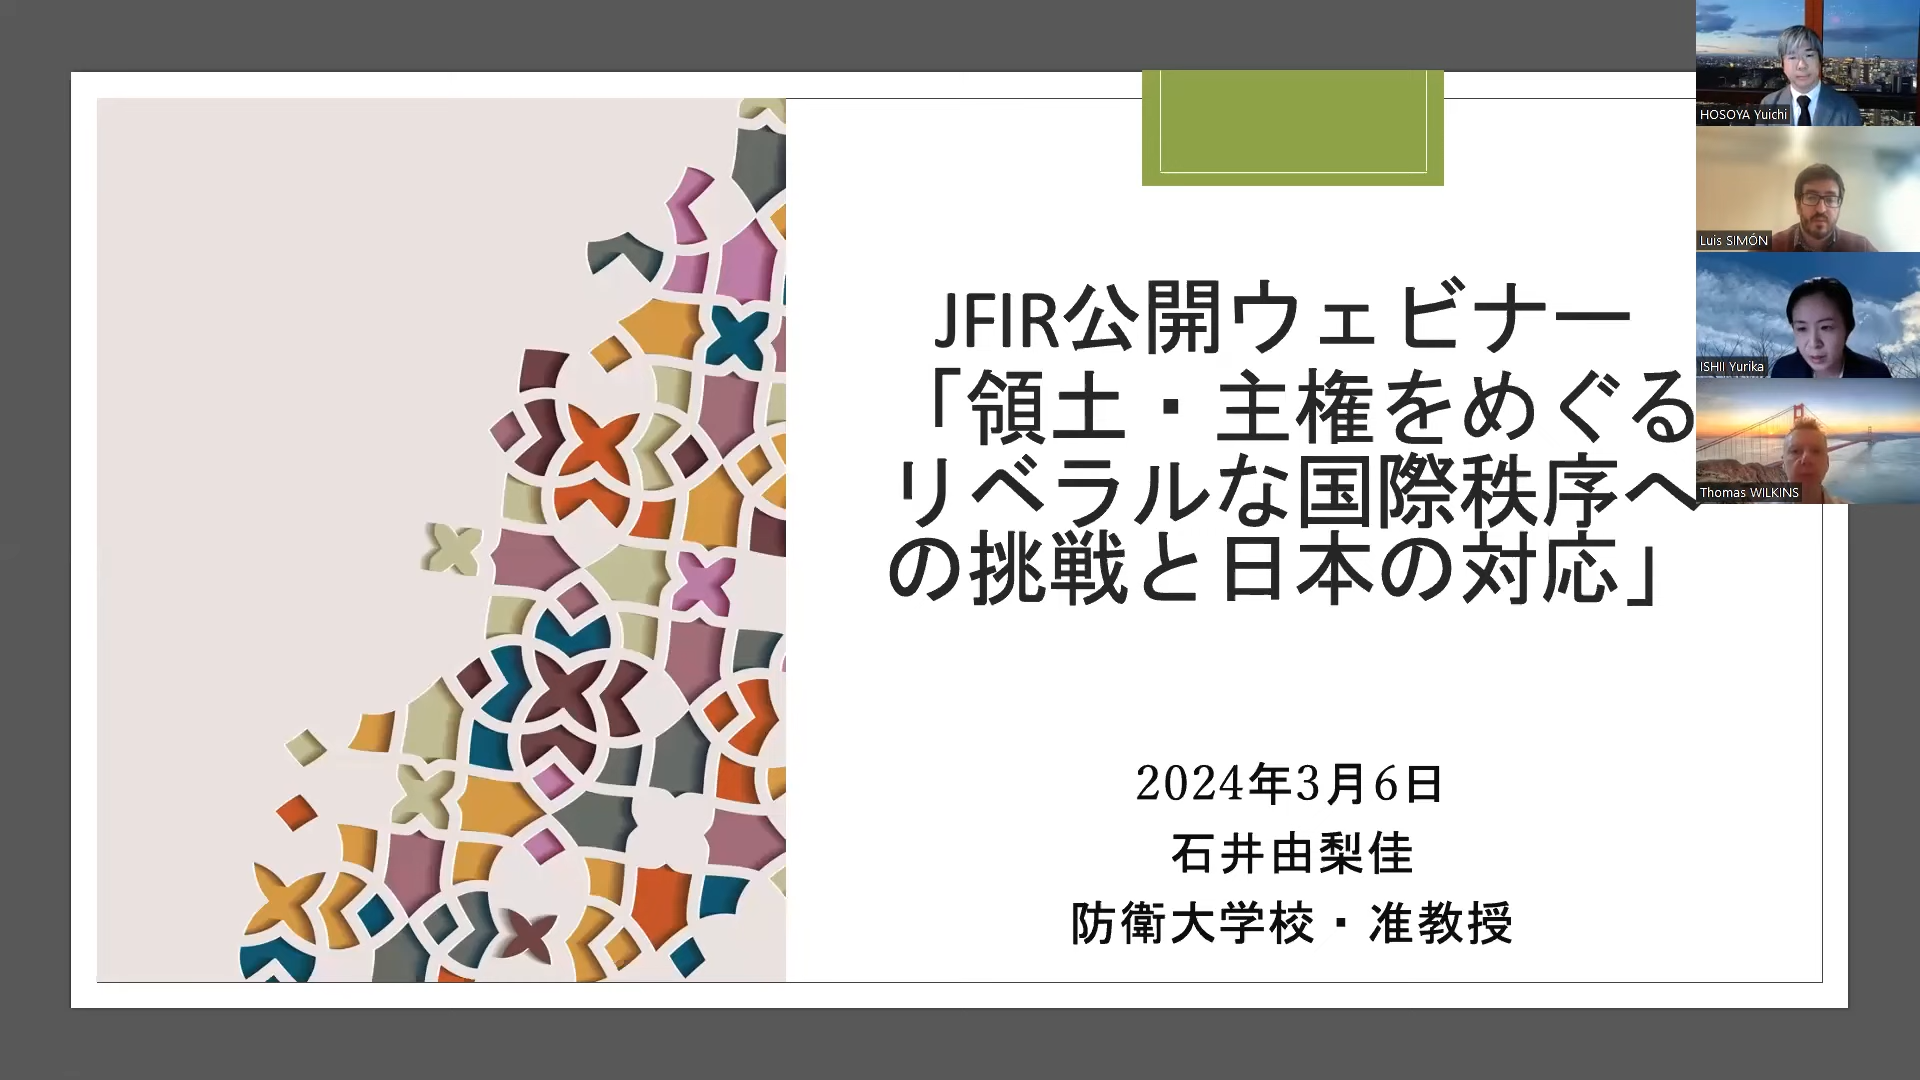 JFIR公開ウェビナー
「領土・主権をめぐる
リベラルな国際秩序へ
の挑戦と日本の対応」
2024年3月6日
石井由梨佳
防衛大学校・准教授
HOSOYA Yuichi
Luis SIMÓN
ISHII Yurika
Thomas WILKINS